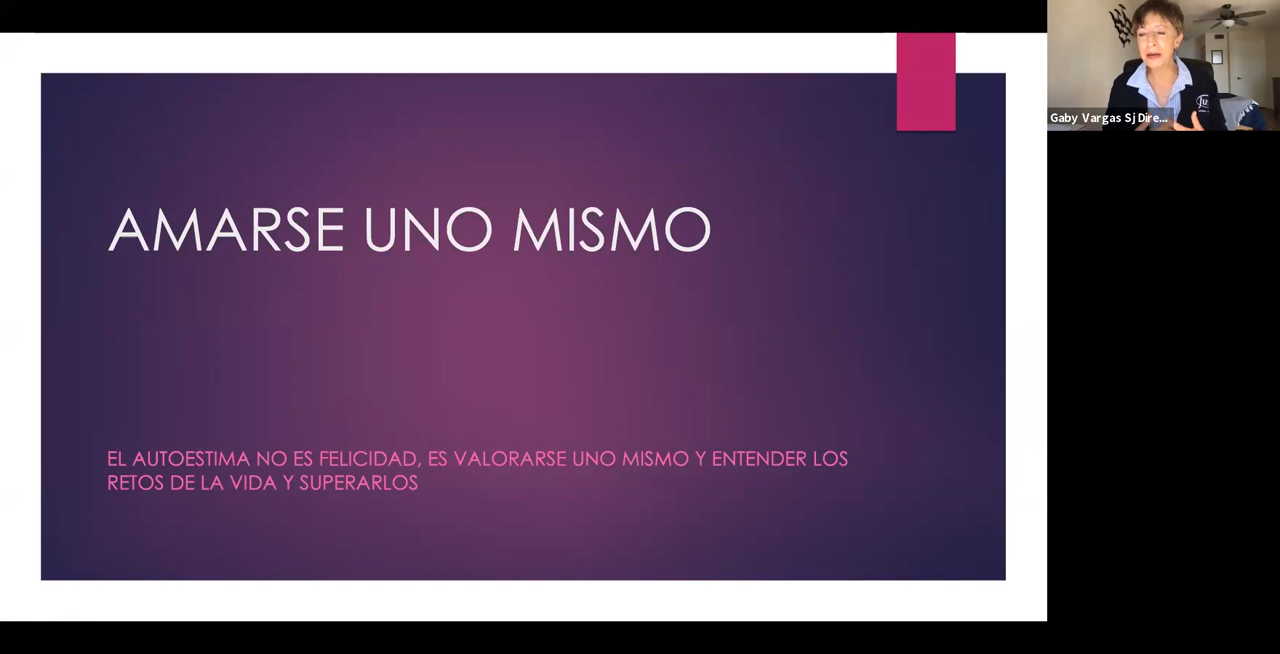 AMARSE UNO MISMO
EL AUTOESTIMA NO ES FELICIDAD, ES VALORARSE UNO MISMO Y ENTENDER LOS
RETOS DE LA VIDA Y SUPERARLOS
Gaby Vargas Sj Dire...